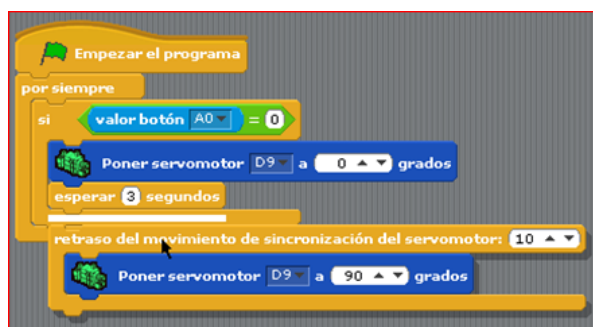 Empezar el programa
por siempre
si valor botón A0 = 0
Poner servomotor D9 a 0 grados
esperar 3 segundos
retraso del movimiento de sincronización del servomotor: 10
Poner servomotor D9 a 90 grados